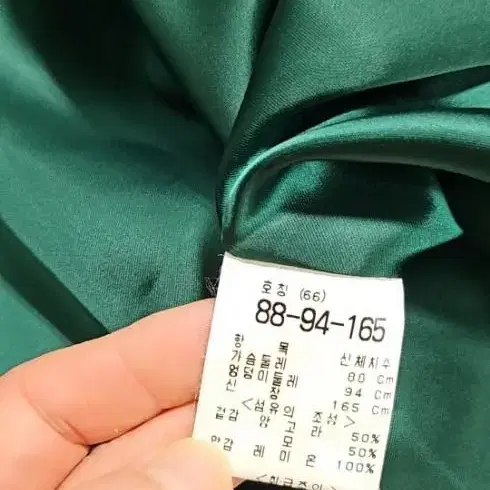 호칭 (66)
88-94-165
항 목 신체치수
가슴둘레 80 Cm
엉덩이둘레 94 Cm
신 장 165 Cm
<섬유의 조성>
겉감 앙고라 50%
모 50%
안감 레이온 100%